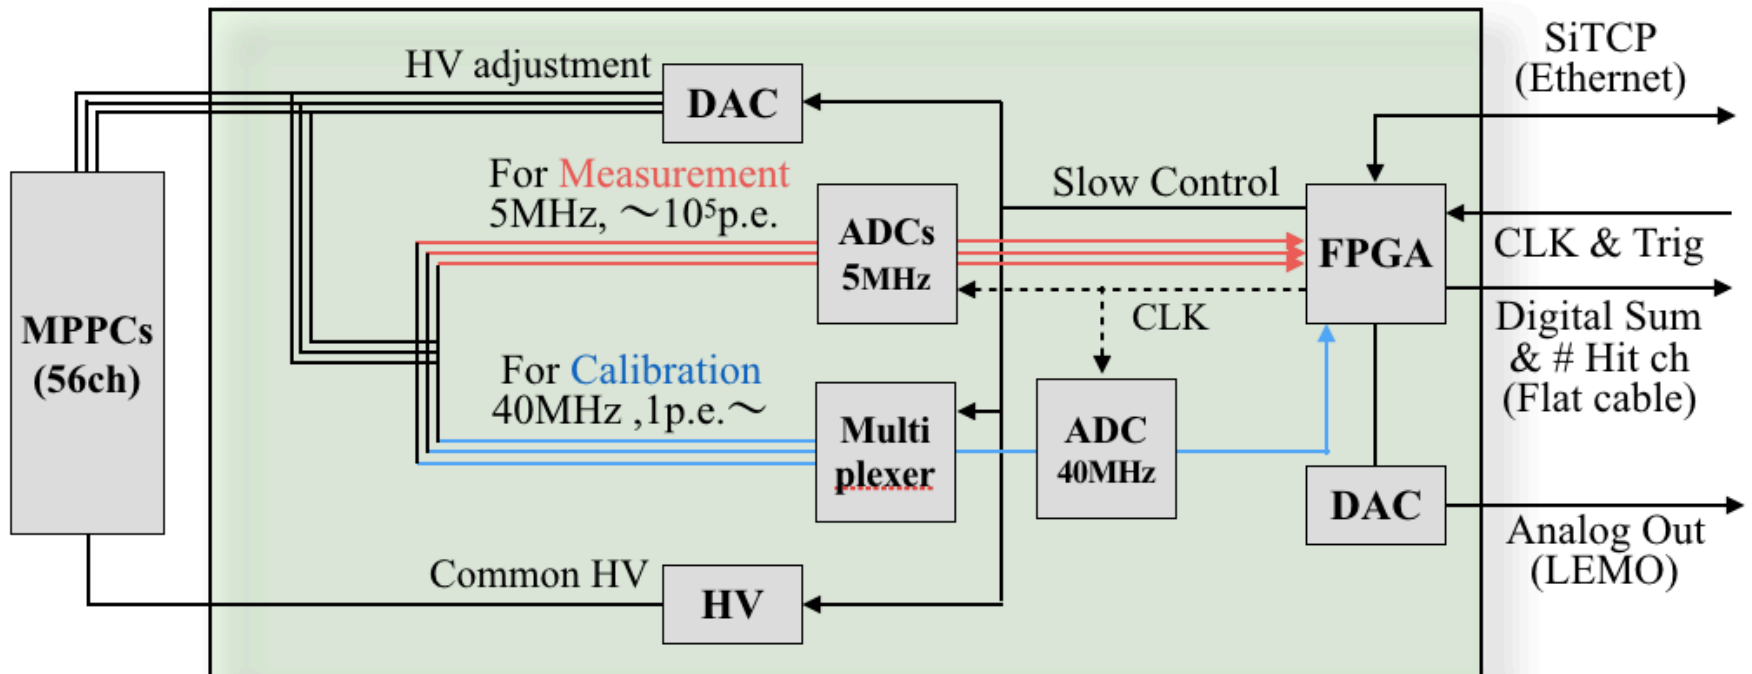 HV adjustment
DAC
SiTCP
(Ethernet)
For Measurement
5MHz, ～10⁵p.e.
ADCs
5MHz
Slow Control
FPGA
CLK & Trig
CLK
MPPCs
(56ch)
Digital Sum
& # Hit ch
(Flat cable)
For Calibration
40MHz ,1p.e.～
Multi
plexer
ADC
40MHz
DAC
Analog Out
(LEMO)
Common HV
HV